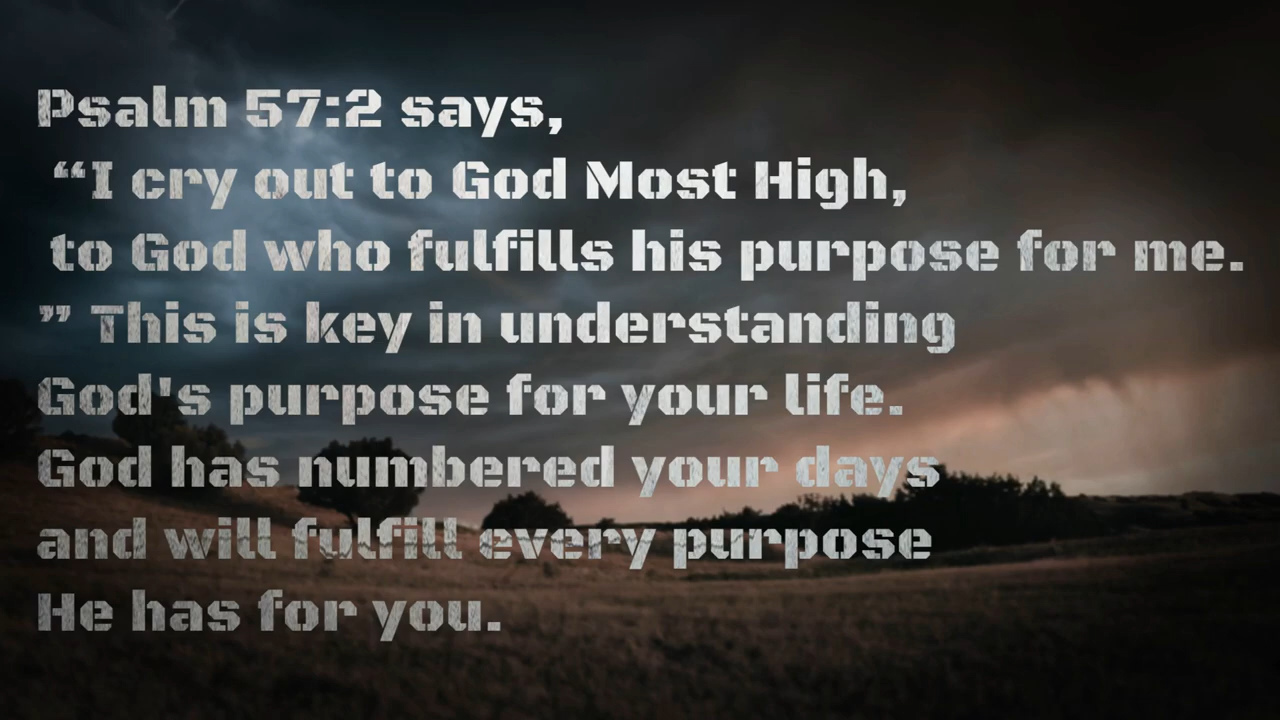 Psalm 57:2 says,
“I cry out to God Most High,
to God who fulfills his purpose for me.
” This is key in understanding
God's purpose for your life.
God has numbered your days
and will fulfill every purpose
He has for you.